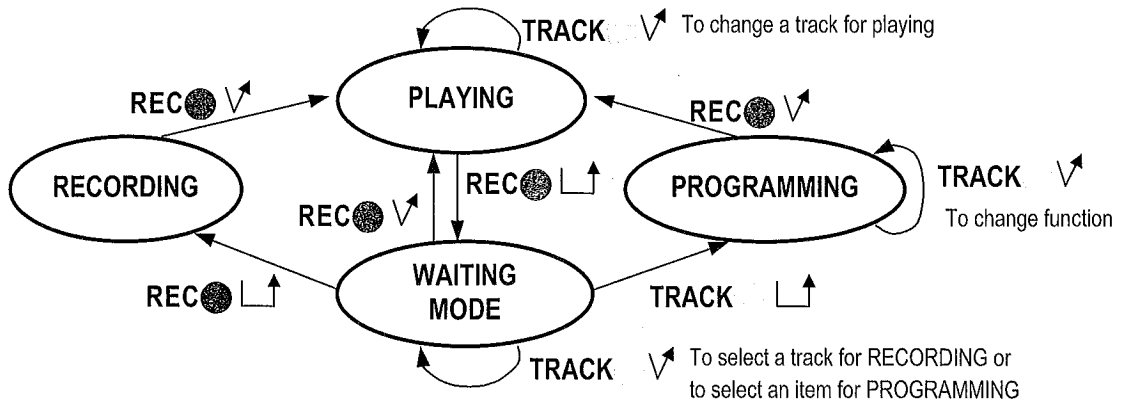 TRACK To change a track for playing
REC
PLAYING
REC
RECORDING
REC
PROGRAMMING
TRACK
REC
To change function
WAITING
MODE
REC
TRACK
TRACK To select a track for RECORDING or
to select an item for PROGRAMMING